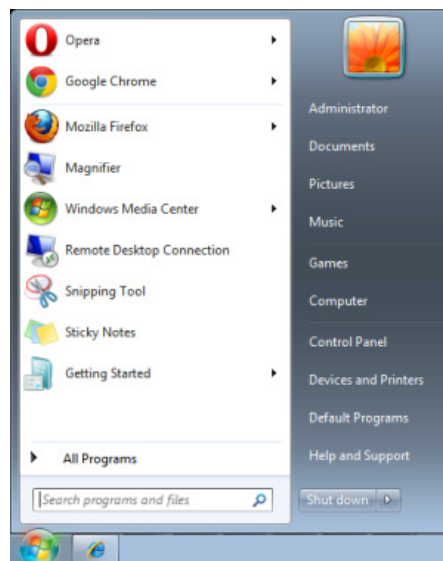 Opera
Google Chrome
Mozilla Firefox
Magnifier
Windows Media Center
Remote Desktop Connection
Snipping Tool
Sticky Notes
Getting Started
All Programs
Search programs and files
Administrator
Documents
Pictures
Music
Games
Computer
Control Panel
Devices and Printers
Default Programs
Help and Support
Shut down